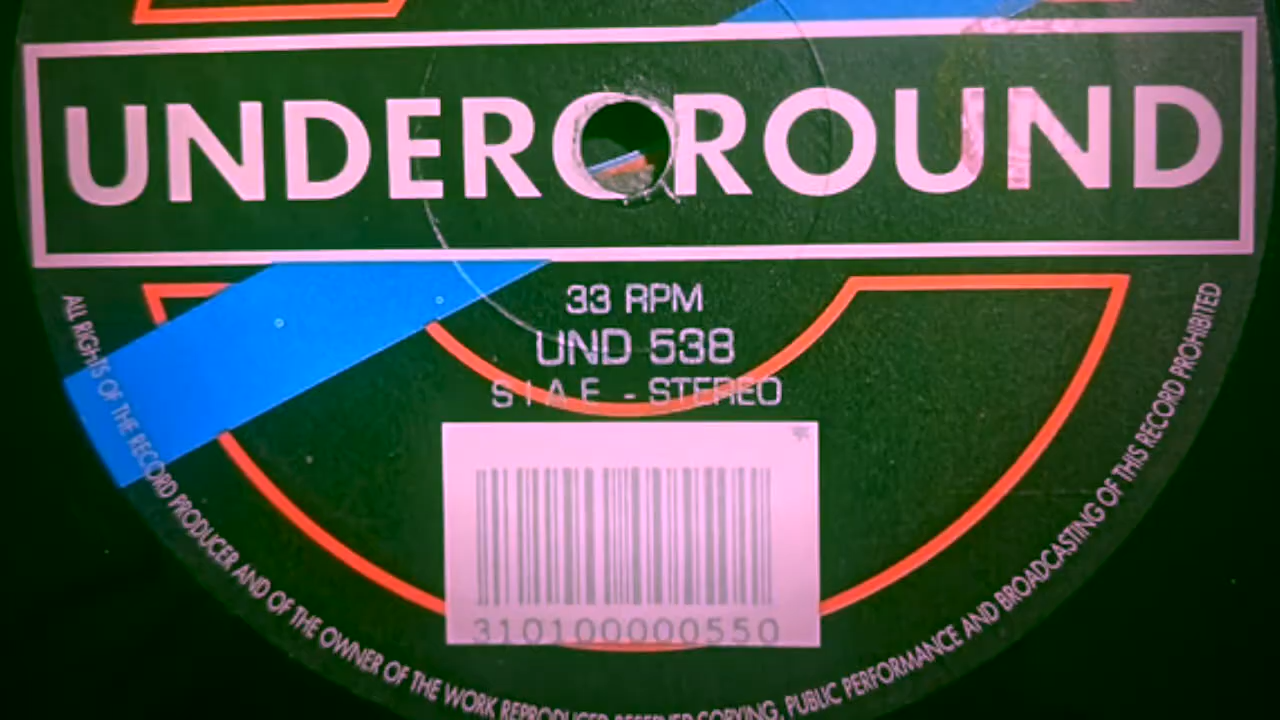 UNDERGROUND
33 RPM
UND 538
S I A E - STEREO
310100000550
ALL RIGHTS OF THE RECORD PRODUCER AND OF THE OWNER OF THE WORK REPRODUCED RESERVED COPYING, PUBLIC PERFORMANCE AND BROADCASTING OF THIS RECORD PROHIBITED